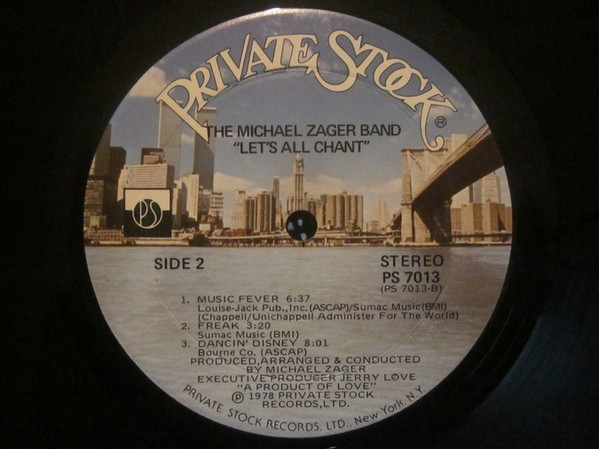 PRIVATE STOCK®
THE MICHAEL ZAGER BAND
"LET'S ALL CHANT"
PS
SIDE 2
STEREO
PS 7013
(PS 7013-B)
1. MUSIC FEVER 6:37
Louise-Jack Pub., Inc.(ASCAP)/Sumac Music(BMI)
(Chappell/Unichappell Administer For The World)
2. FREAK 3:20
Sumac Music (BMI)
3. DANCIN' DISNEY 8:01
Bourne Co. (ASCAP)
PRODUCED,ARRANGED & CONDUCTED
BY MICHAEL ZAGER
EXECUTIVE PRODUCER JERRY LOVE
"A PRODUCT OF LOVE"
Ⓟ 1978 PRIVATE STOCK
RECORDS,LTD.
PRIVATE STOCK RECORDS, LTD., New York, N.Y.